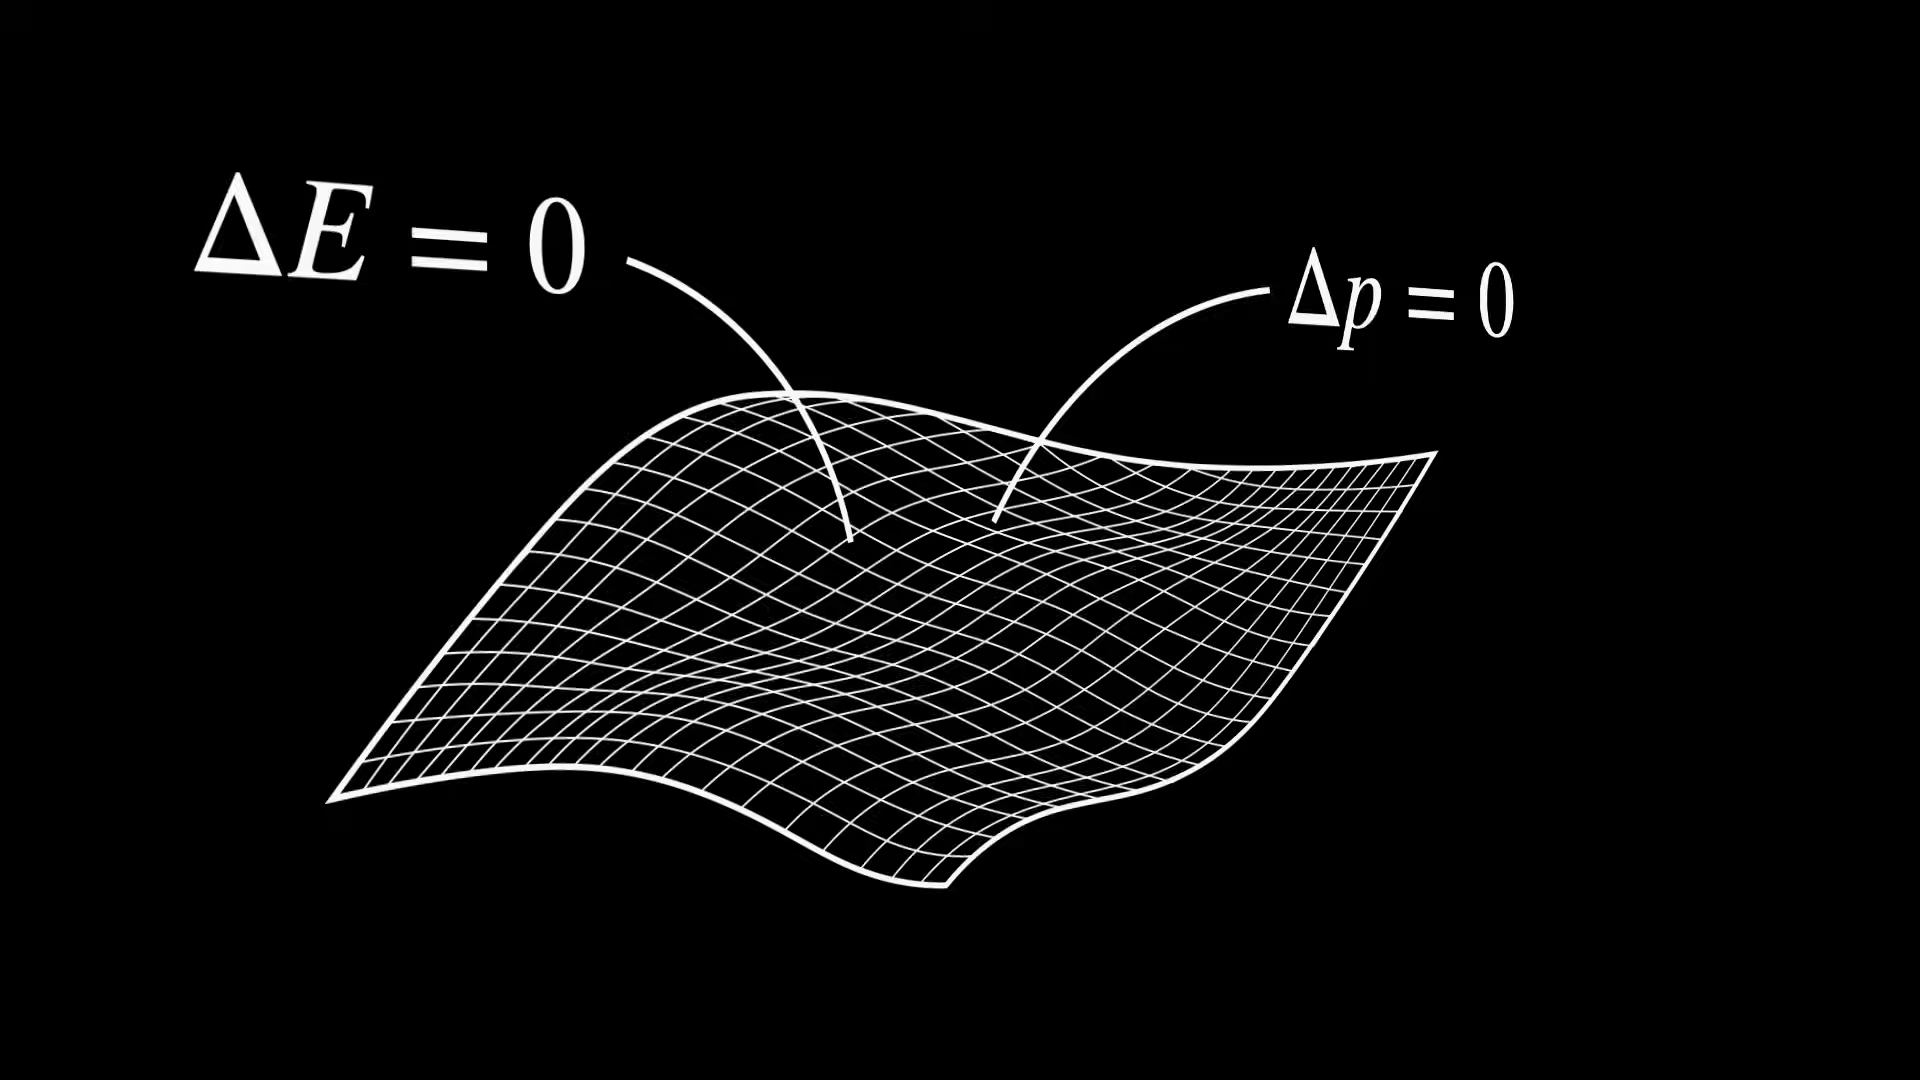 ΔE = 0
Δp = 0